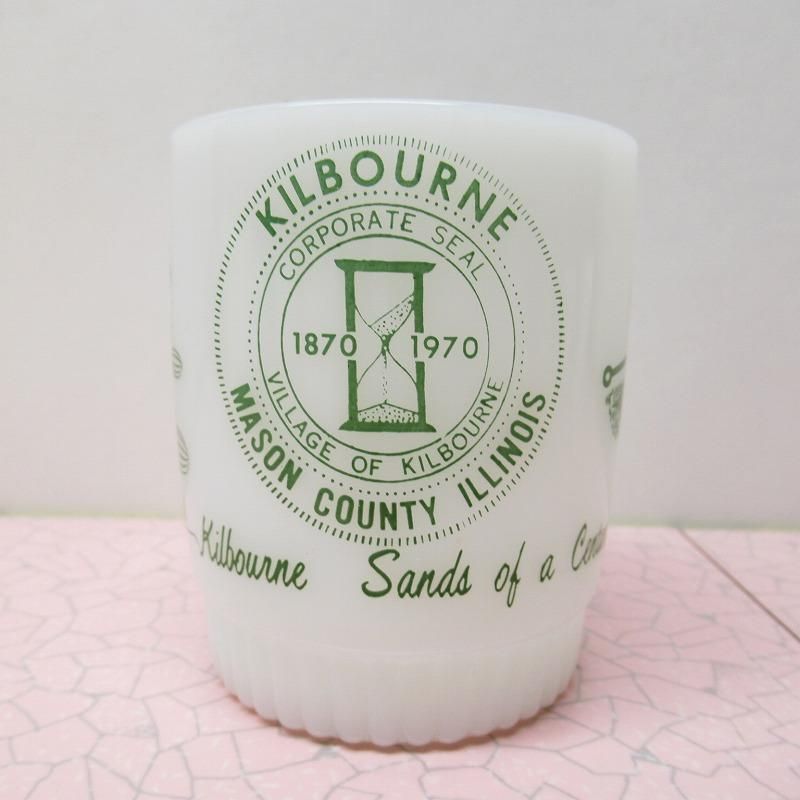 KILBOURNE
CORPORATE SEAL
1870 1970
VILLAGE OF KILBOURNE
MASON COUNTY ILLINOIS
Kilbourne Sands of a